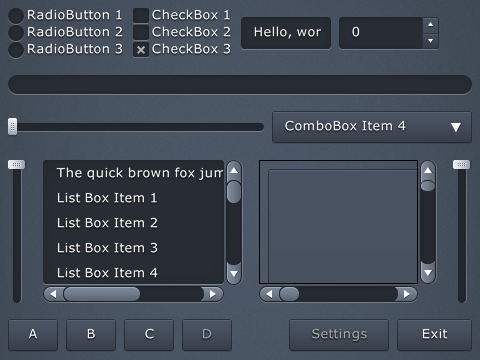 RadioButton 1
CheckBox 1
RadioButton 2
CheckBox 2
RadioButton 3
CheckBox 3
Hello, wor
0
ComboBox Item 4
The quick brown fox jum
List Box Item 1
List Box Item 2
List Box Item 3
List Box Item 4
A B C D Settings Exit